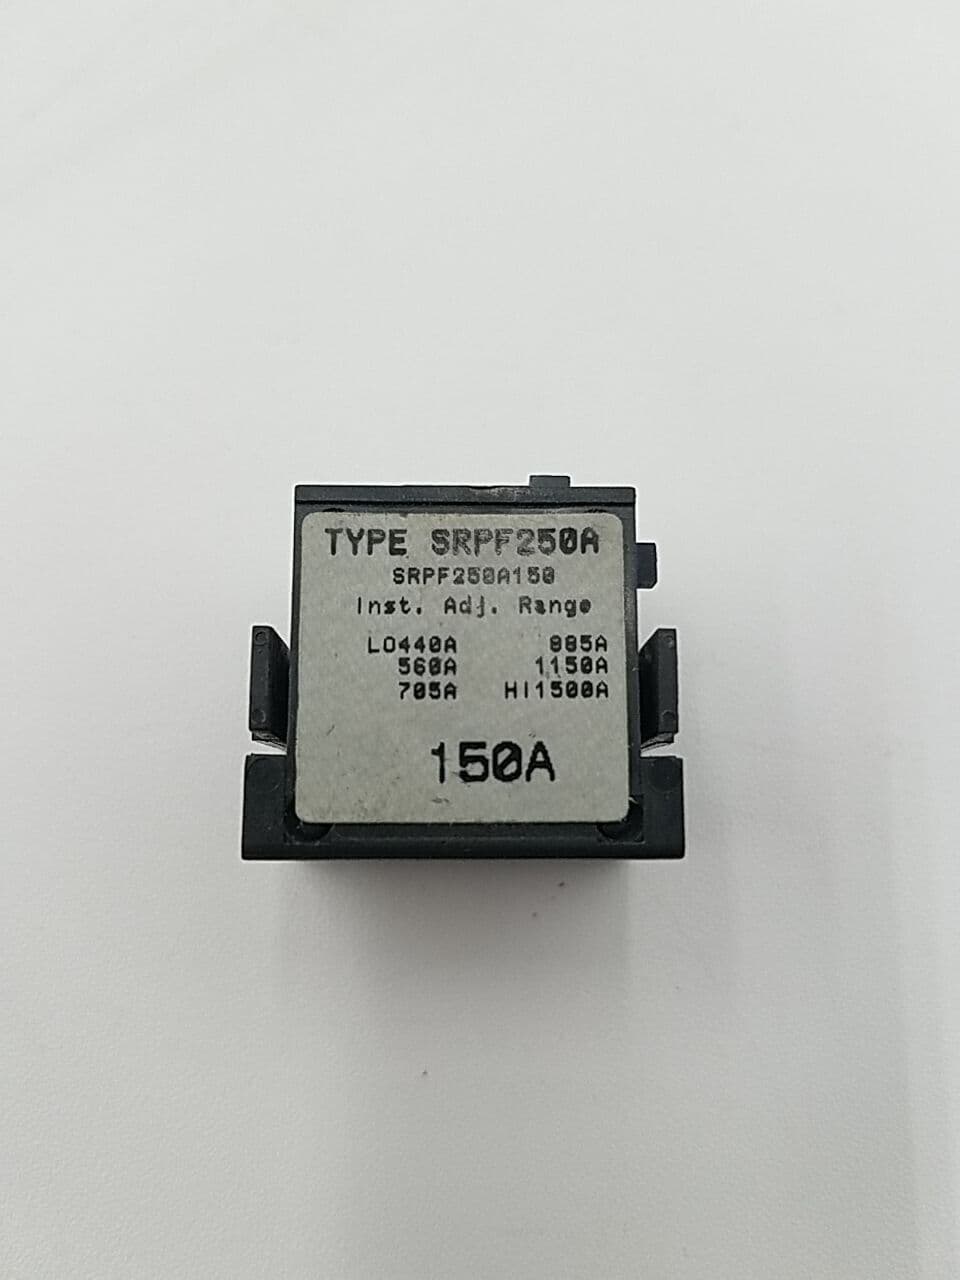 TYPE SRPF250A
SRPF250A150
Inst. Adj. Range
LO440A 885A
560A 1150A
705A HI1500A
150A